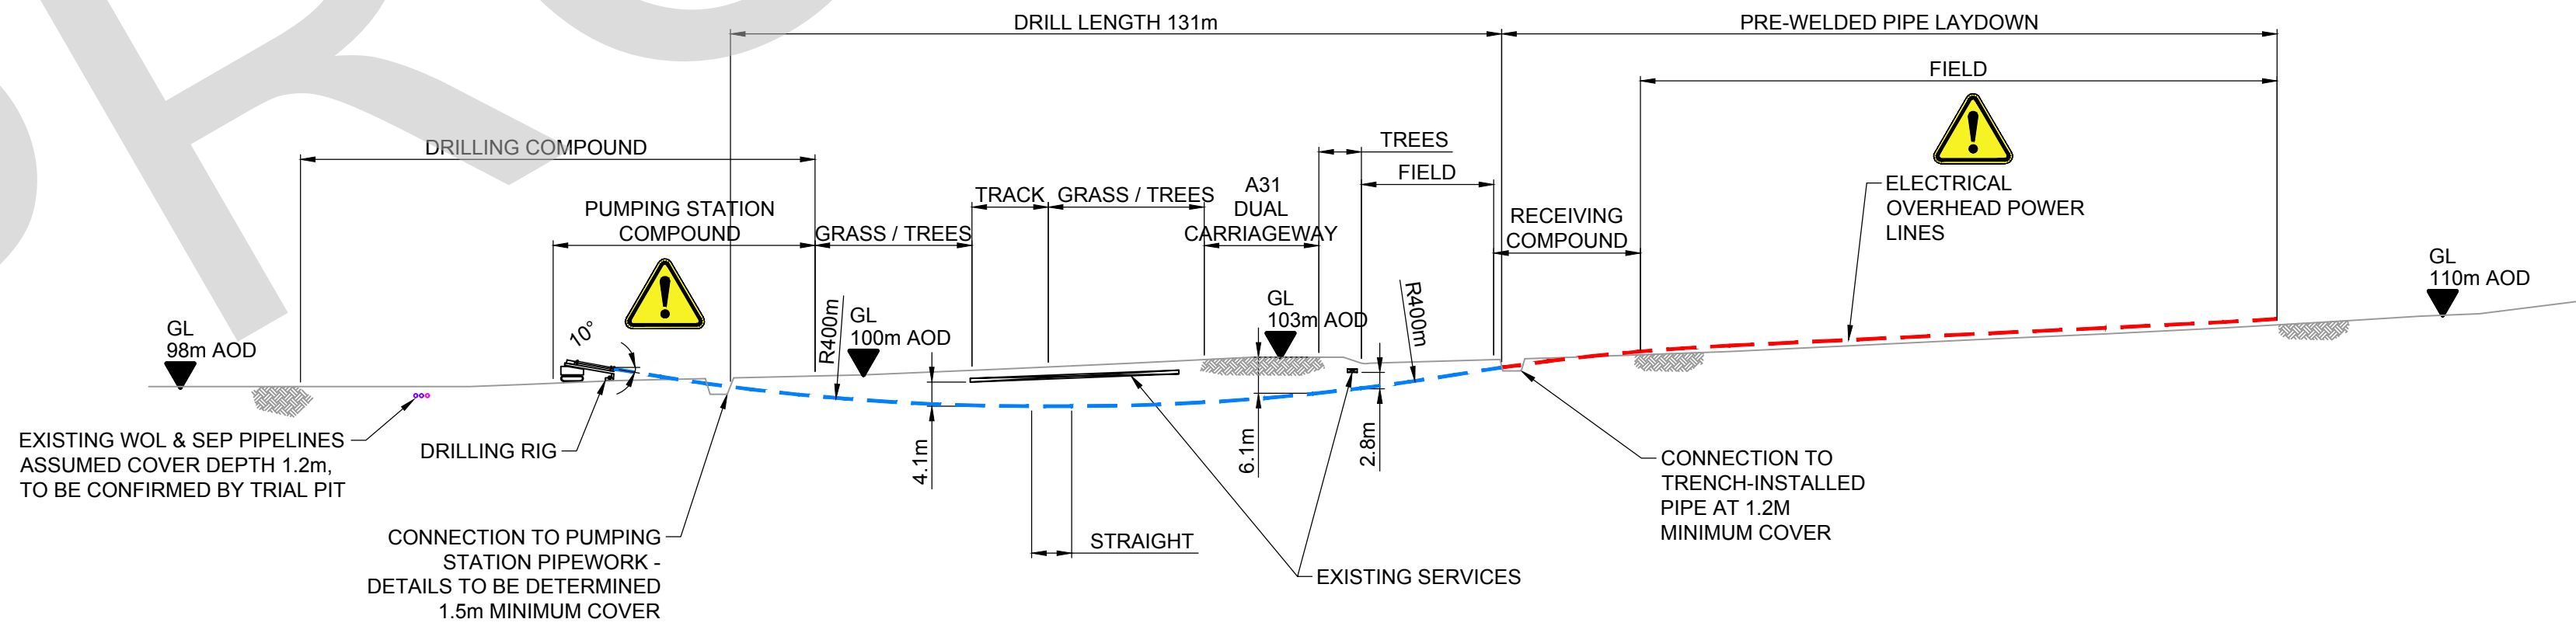 DRILL LENGTH 131m
PRE-WELDED PIPE LAYDOWN
FIELD
DRILLING COMPOUND
TREES
FIELD
PUMPING STATION
COMPOUND
GRASS / TREES
TRACK
GRASS / TREES
A31
DUAL
CARRIAGEWAY
RECEIVING
COMPOUND
ELECTRICAL
OVERHEAD POWER
LINES
GL
98m AOD
10°
R400m
GL
100m AOD
GL
103m AOD
R400m
GL
110m AOD
EXISTING WOL & SEP PIPELINES
ASSUMED COVER DEPTH 1.2m,
TO BE CONFIRMED BY TRIAL PIT
DRILLING RIG
4.1m
6.1m
2.8m
CONNECTION TO
TRENCH-INSTALLED
PIPE AT 1.2M
MINIMUM COVER
CONNECTION TO PUMPING
STATION PIPEWORK -
DETAILS TO BE DETERMINED
1.5m MINIMUM COVER
STRAIGHT
EXISTING SERVICES